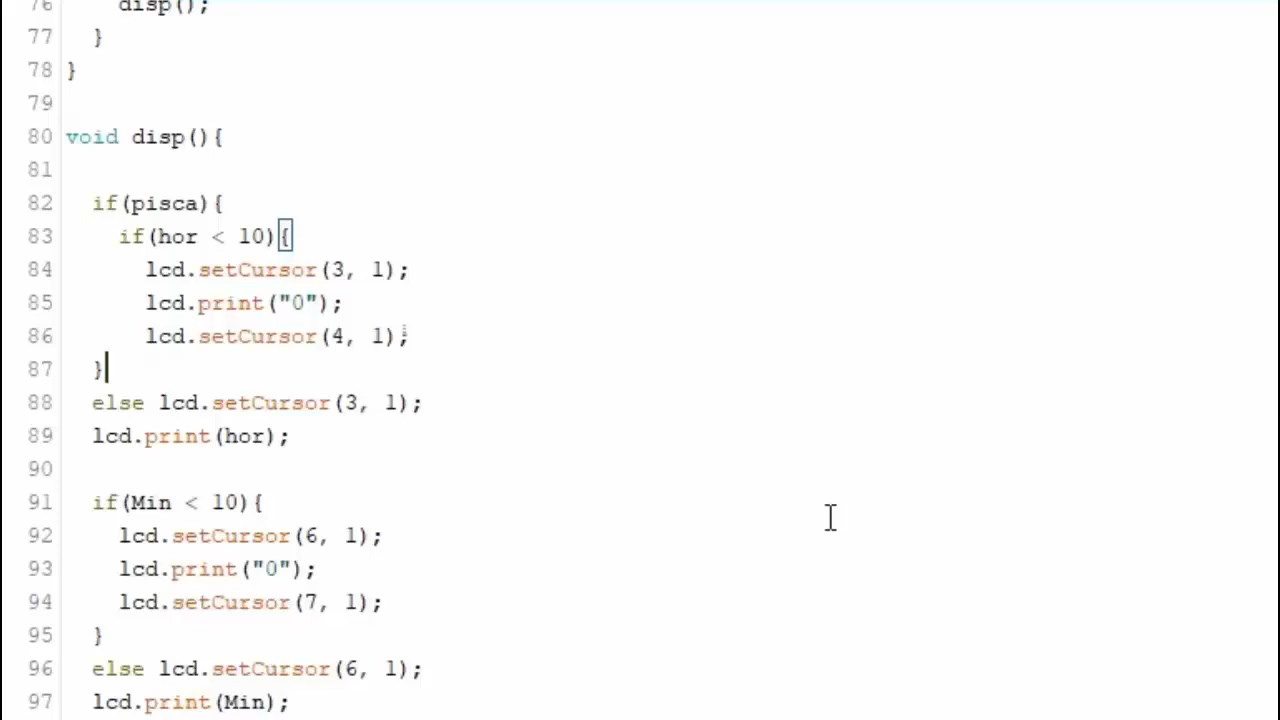 76 disp();
77 }
78 }
79
80 void disp(){
81
82 if(pisca){
83 if(hor < 10){
84 lcd.setCursor(3, 1);
85 lcd.print("0");
86 lcd.setCursor(4, 1);
87 }
88 else lcd.setCursor(3, 1);
89 lcd.print(hor);
90
91 if(Min < 10){
92 lcd.setCursor(6, 1);
93 lcd.print("0");
94 lcd.setCursor(7, 1);
95 }
96 else lcd.setCursor(6, 1);
97 lcd.print(Min);